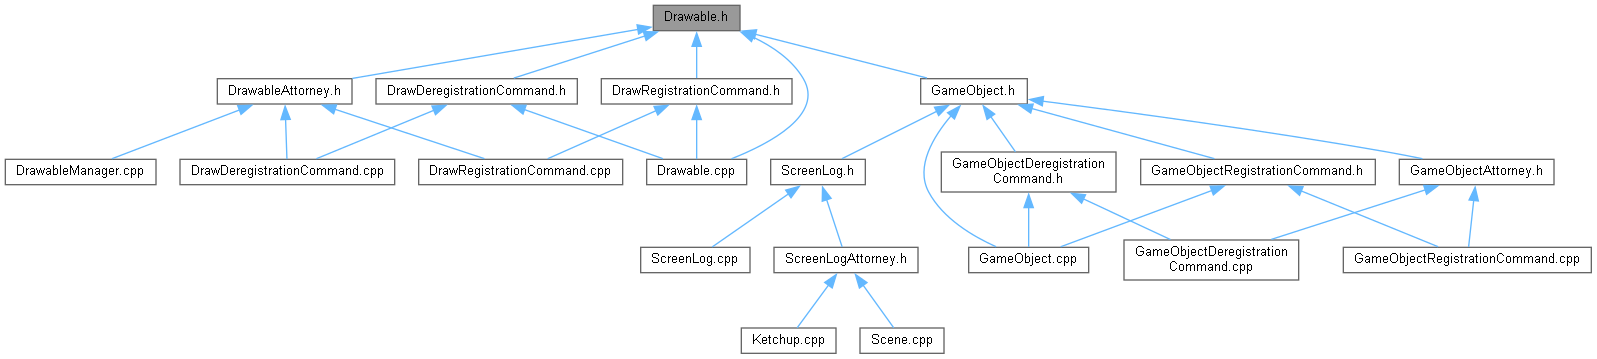 Drawable.h
DrawableAttorney.h
DrawDeregistrationCommand.h
DrawRegistrationCommand.h
GameObject.h
DrawableManager.cpp
DrawDeregistrationCommand.cpp
DrawRegistrationCommand.cpp
Drawable.cpp
ScreenLog.h
GameObjectDeregistration
Command.h
GameObjectRegistrationCommand.h
GameObjectAttorney.h
ScreenLog.cpp
ScreenLogAttorney.h
GameObject.cpp
GameObjectDeregistration
Command.cpp
GameObjectRegistrationCommand.cpp
Ketchup.cpp
Scene.cpp